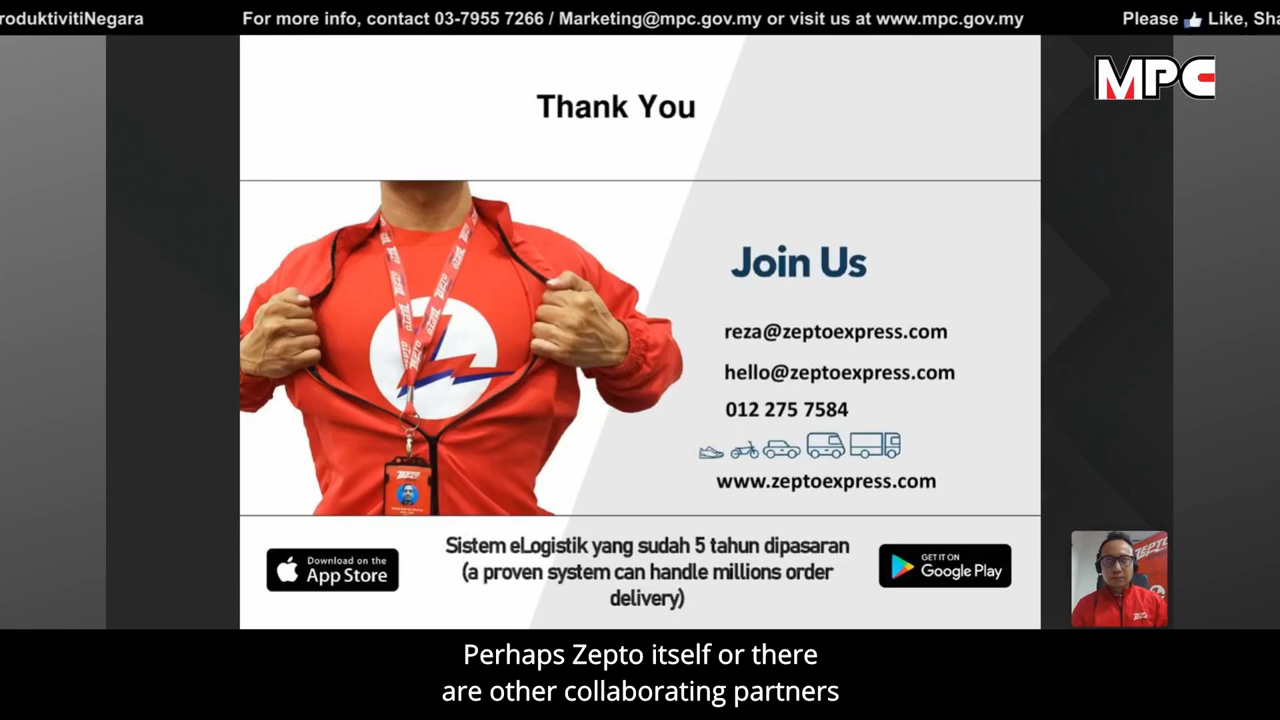 roduktivitiNegara
For more info, contact 03-7955 7266 / Marketing@mpc.gov.my or visit us at www.mpc.gov.my
Please 👍 Like, Sha
MPC
Thank You
Join Us
reza@zeptoexpress.com
hello@zeptoexpress.com
012 275 7584
www.zeptoexpress.com
ZEPTO
Download on the
App Store
Sistem eLogistik yang sudah 5 tahun dipasaran
(a proven system can handle millions order
delivery)
GET IT ON
Google Play
ZEPTO
Perhaps Zepto itself or there
are other collaborating partners